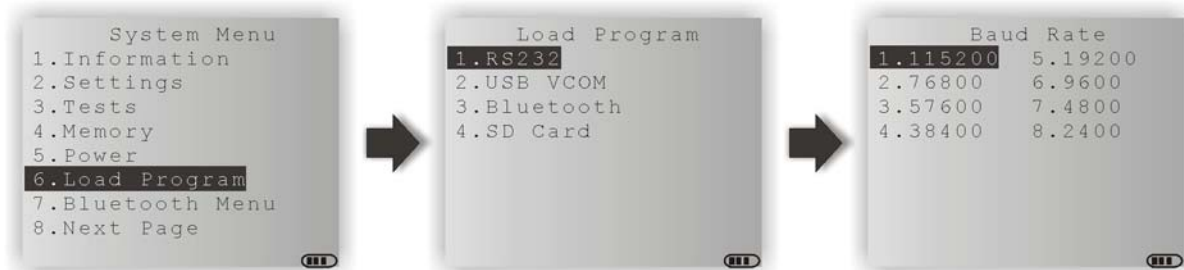 System Menu
1.Information
2.Settings
3.Tests
4.Memory
5.Power
6.Load Program
7.Bluetooth Menu
8.Next Page
Load Program
1.RS232
2.USB VCOM
3.Bluetooth
4.SD Card
Baud Rate
1.115200 5.19200
2.76800 6.9600
3.57600 7.4800
4.38400 8.2400